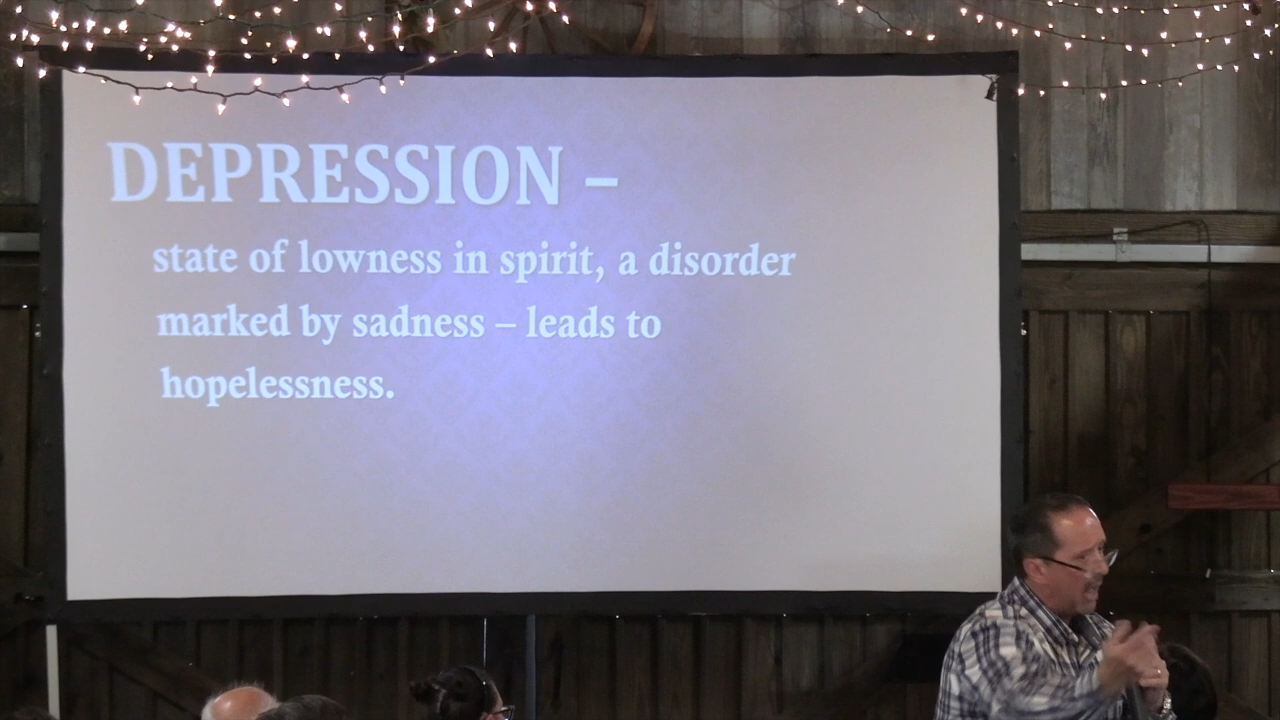 DEPRESSION –
state of lowness in spirit, a disorder
marked by sadness – leads to
hopelessness.